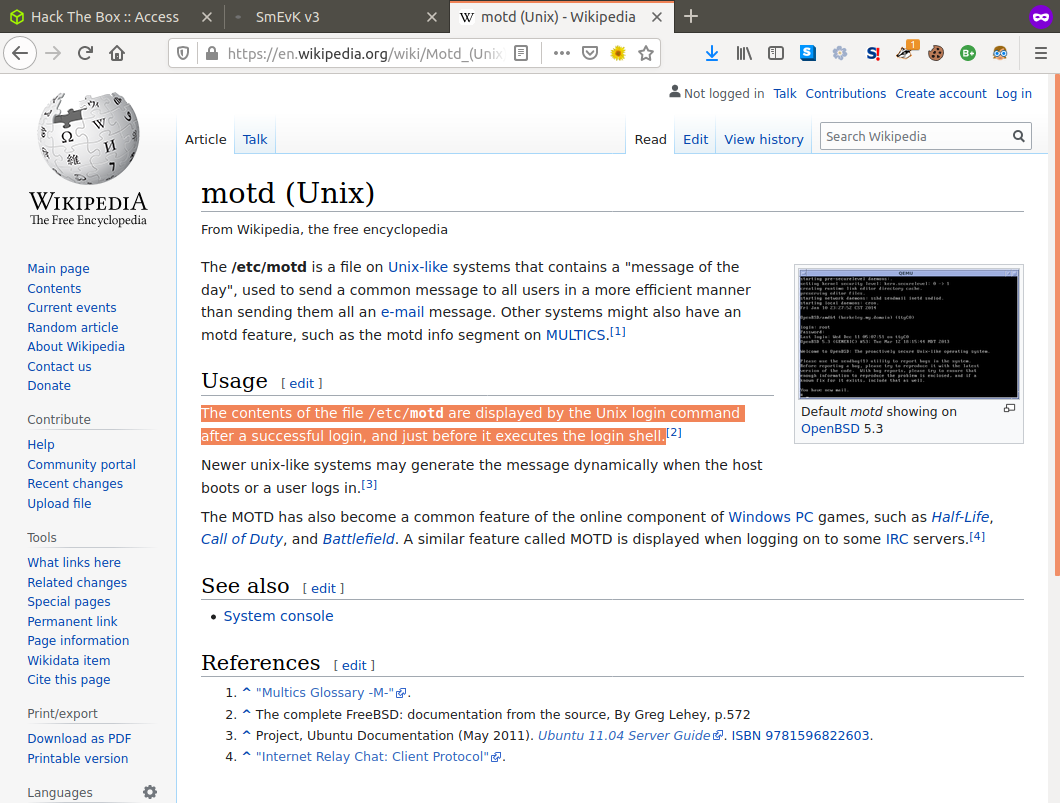 Hack The Box :: Access
SmEvK v3
motd (Unix) - Wikipedia
https://en.wikipedia.org/wiki/Motd_(Unix
1
S
S!
B+
Not logged in Talk Contributions Create account Log in
Article Talk Read Edit View history Search Wikipedia
WIKIPEDIA
The Free Encyclopedia
Main page
Contents
Current events
Random article
About Wikipedia
Contact us
Donate
Contribute
Help
Community portal
Recent changes
Upload file
Tools
What links here
Related changes
Special pages
Permanent link
Page information
Wikidata item
Cite this page
Print/export
Download as PDF
Printable version
Languages
motd (Unix)
From Wikipedia, the free encyclopedia
The /etc/motd is a file on Unix-like systems that contains a "message of the
day", used to send a common message to all users in a more efficient manner
than sending them all an e-mail message. Other systems might also have an
motd feature, such as the motd info segment on MULTICS.[1]
QEMU
Default motd showing on
OpenBSD 5.3
Usage [ edit ]
The contents of the file /etc/motd are displayed by the Unix login command
after a successful login, and just before it executes the login shell.[2]
Newer unix-like systems may generate the message dynamically when the host
boots or a user logs in.[3]
The MOTD has also become a common feature of the online component of Windows PC games, such as Half-Life,
Call of Duty, and Battlefield. A similar feature called MOTD is displayed when logging on to some IRC servers.[4]
See also [ edit ]
• System console
References [ edit ]
1. ^ "Multics Glossary -M-".
2. ^ The complete FreeBSD: documentation from the source, By Greg Lehey, p.572
3. ^ Project, Ubuntu Documentation (May 2011). Ubuntu 11.04 Server Guide. ISBN 9781596822603.
4. ^ "Internet Relay Chat: Client Protocol".